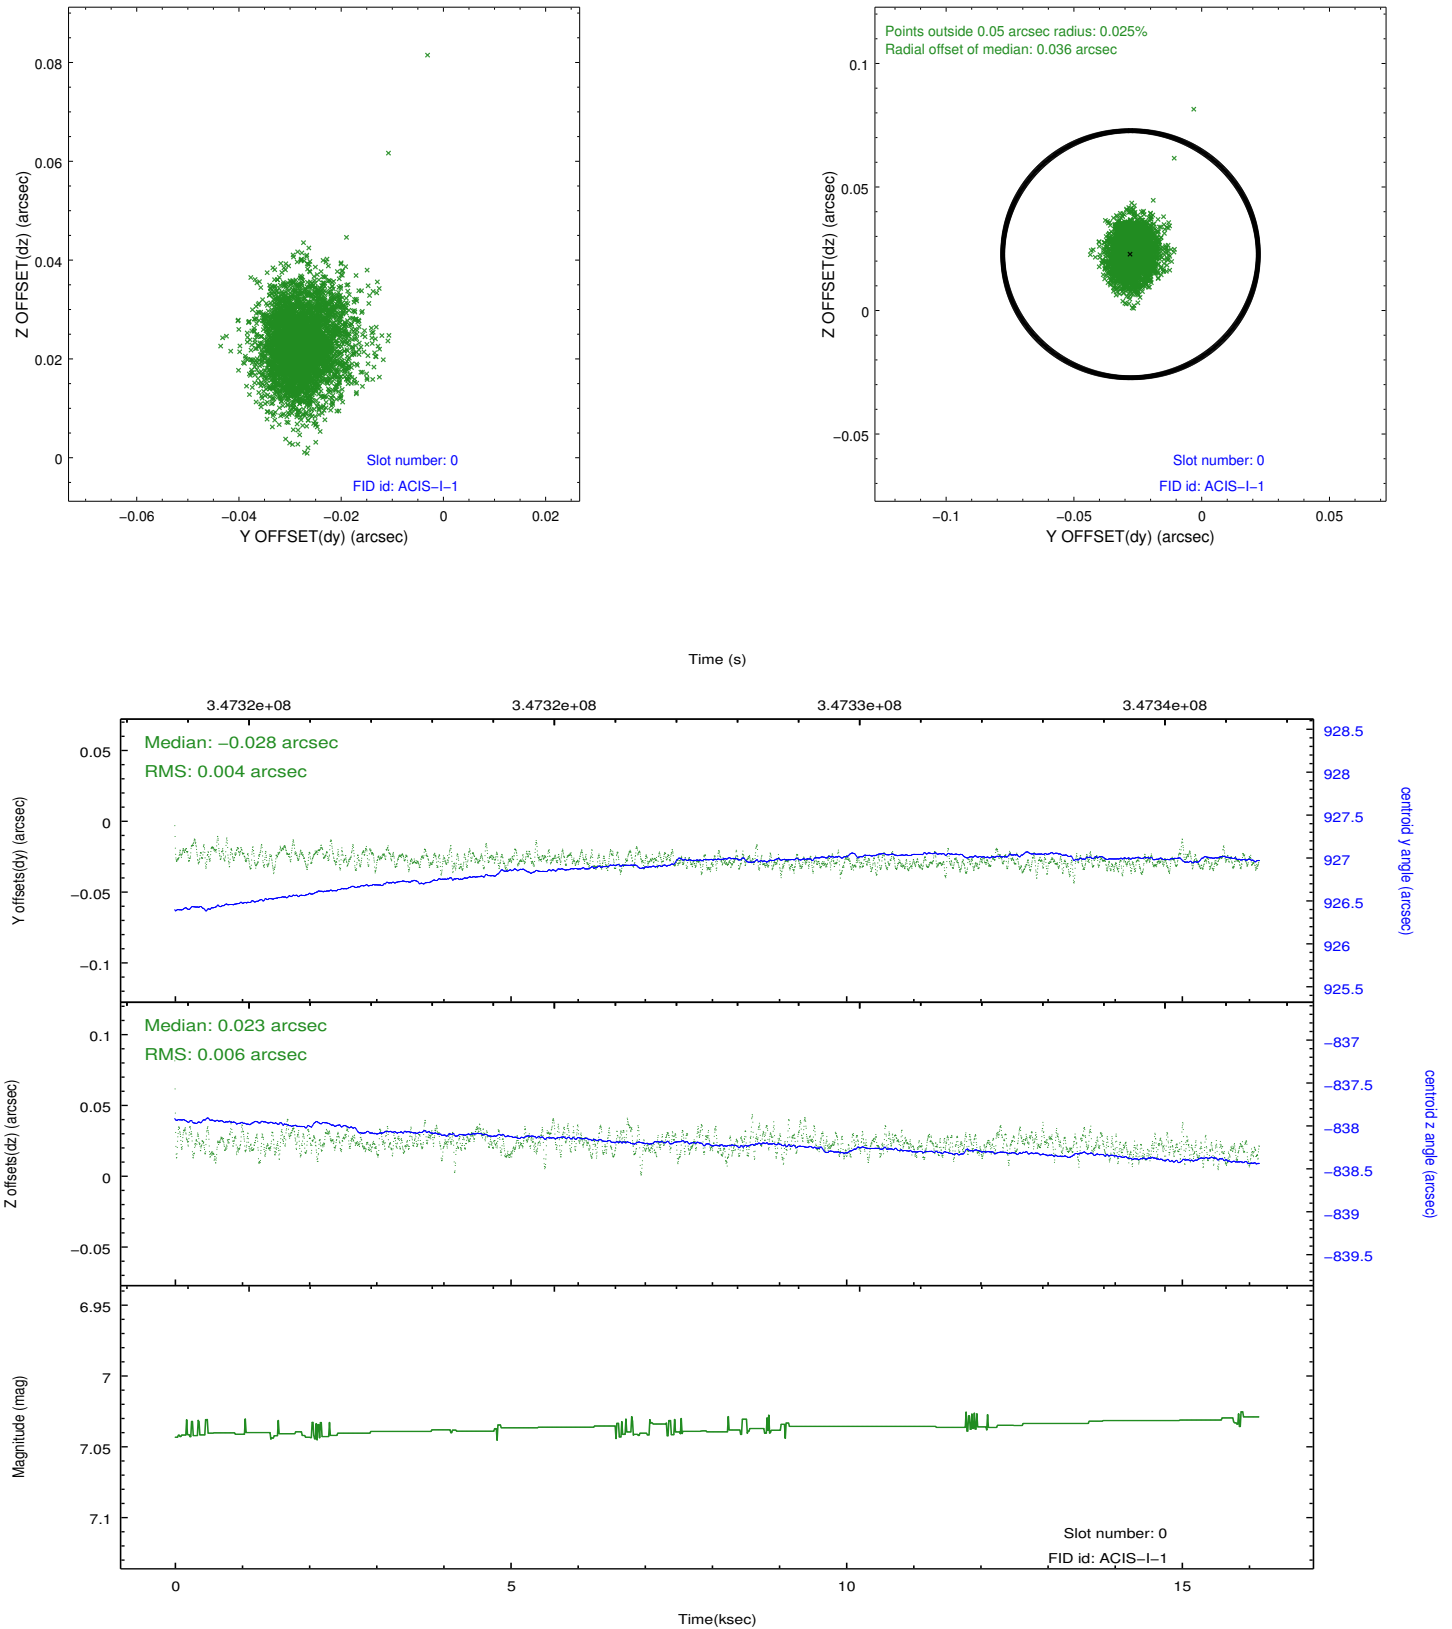 0.08
0.06
0.04
0.02
0
Z OFFSET(dz) (arcsec)
Slot number: 0
FID id: ACIS−I−1
−0.06
−0.04
−0.02
0
0.02
Y OFFSET(dy) (arcsec)
Points outside 0.05 arcsec radius: 0.025%
Radial offset of median: 0.036 arcsec
0.1
0.05
0
−0.05
Z OFFSET(dz) (arcsec)
Slot number: 0
FID id: ACIS−I−1
−0.1
−0.05
0
0.05
Y OFFSET(dy) (arcsec)
Time (s)
3.4732e+08
3.4732e+08
3.4733e+08
3.4734e+08
Median: −0.028 arcsec
RMS: 0.004 arcsec
0.05
0
−0.05
−0.1
Y offsets(dy) (arcsec)
928.5
928
927.5
927
926.5
926
925.5
centroid y angle (arcsec)
Median: 0.023 arcsec
RMS: 0.006 arcsec
0.1
0.05
0
−0.05
Z offsets(dz) (arcsec)
−837
−837.5
−838
−838.5
−839
−839.5
centroid z angle (arcsec)
6.95
7
7.05
7.1
Magnitude (mag)
Slot number: 0
FID id: ACIS−I−1
0
5
10
15
Time(ksec)